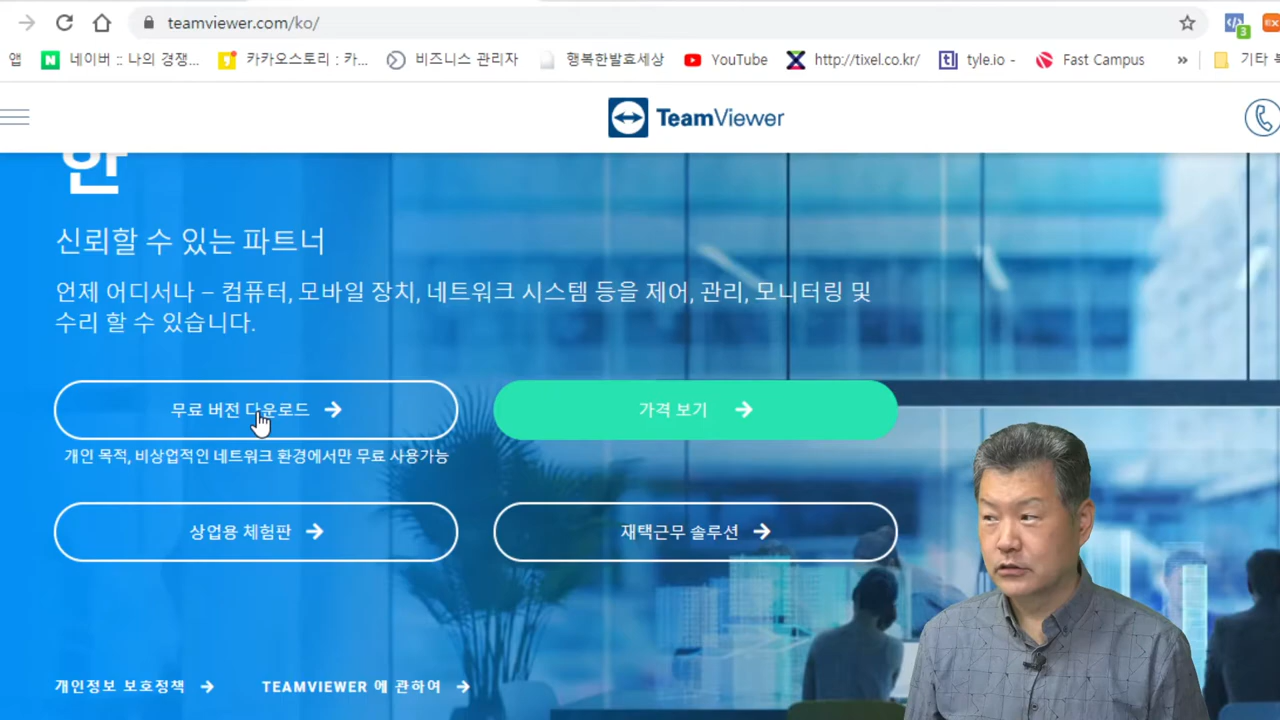 teamviewer.com/ko/
3
앱 네이버 :: 나의 경쟁... 카카오스토리 : 카... 비즈니스 관리자 행복한발효세상 YouTube http://tixel.co.kr/ tyle.io - Fast Campus » 기타
TeamViewer
신뢰할 수 있는 파트너
언제 어디서나 – 컴퓨터, 모바일 장치, 네트워크 시스템 등을 제어, 관리, 모니터링 및
수리 할 수 있습니다.
무료 버전 다운로드 →
가격 보기 →
개인 목적, 비상업적인 네트워크 환경에서만 무료 사용가능
상업용 체험판 →
재택근무 솔루션 →
개인정보 보호정책 →
TEAMVIEWER 에 관하여 →